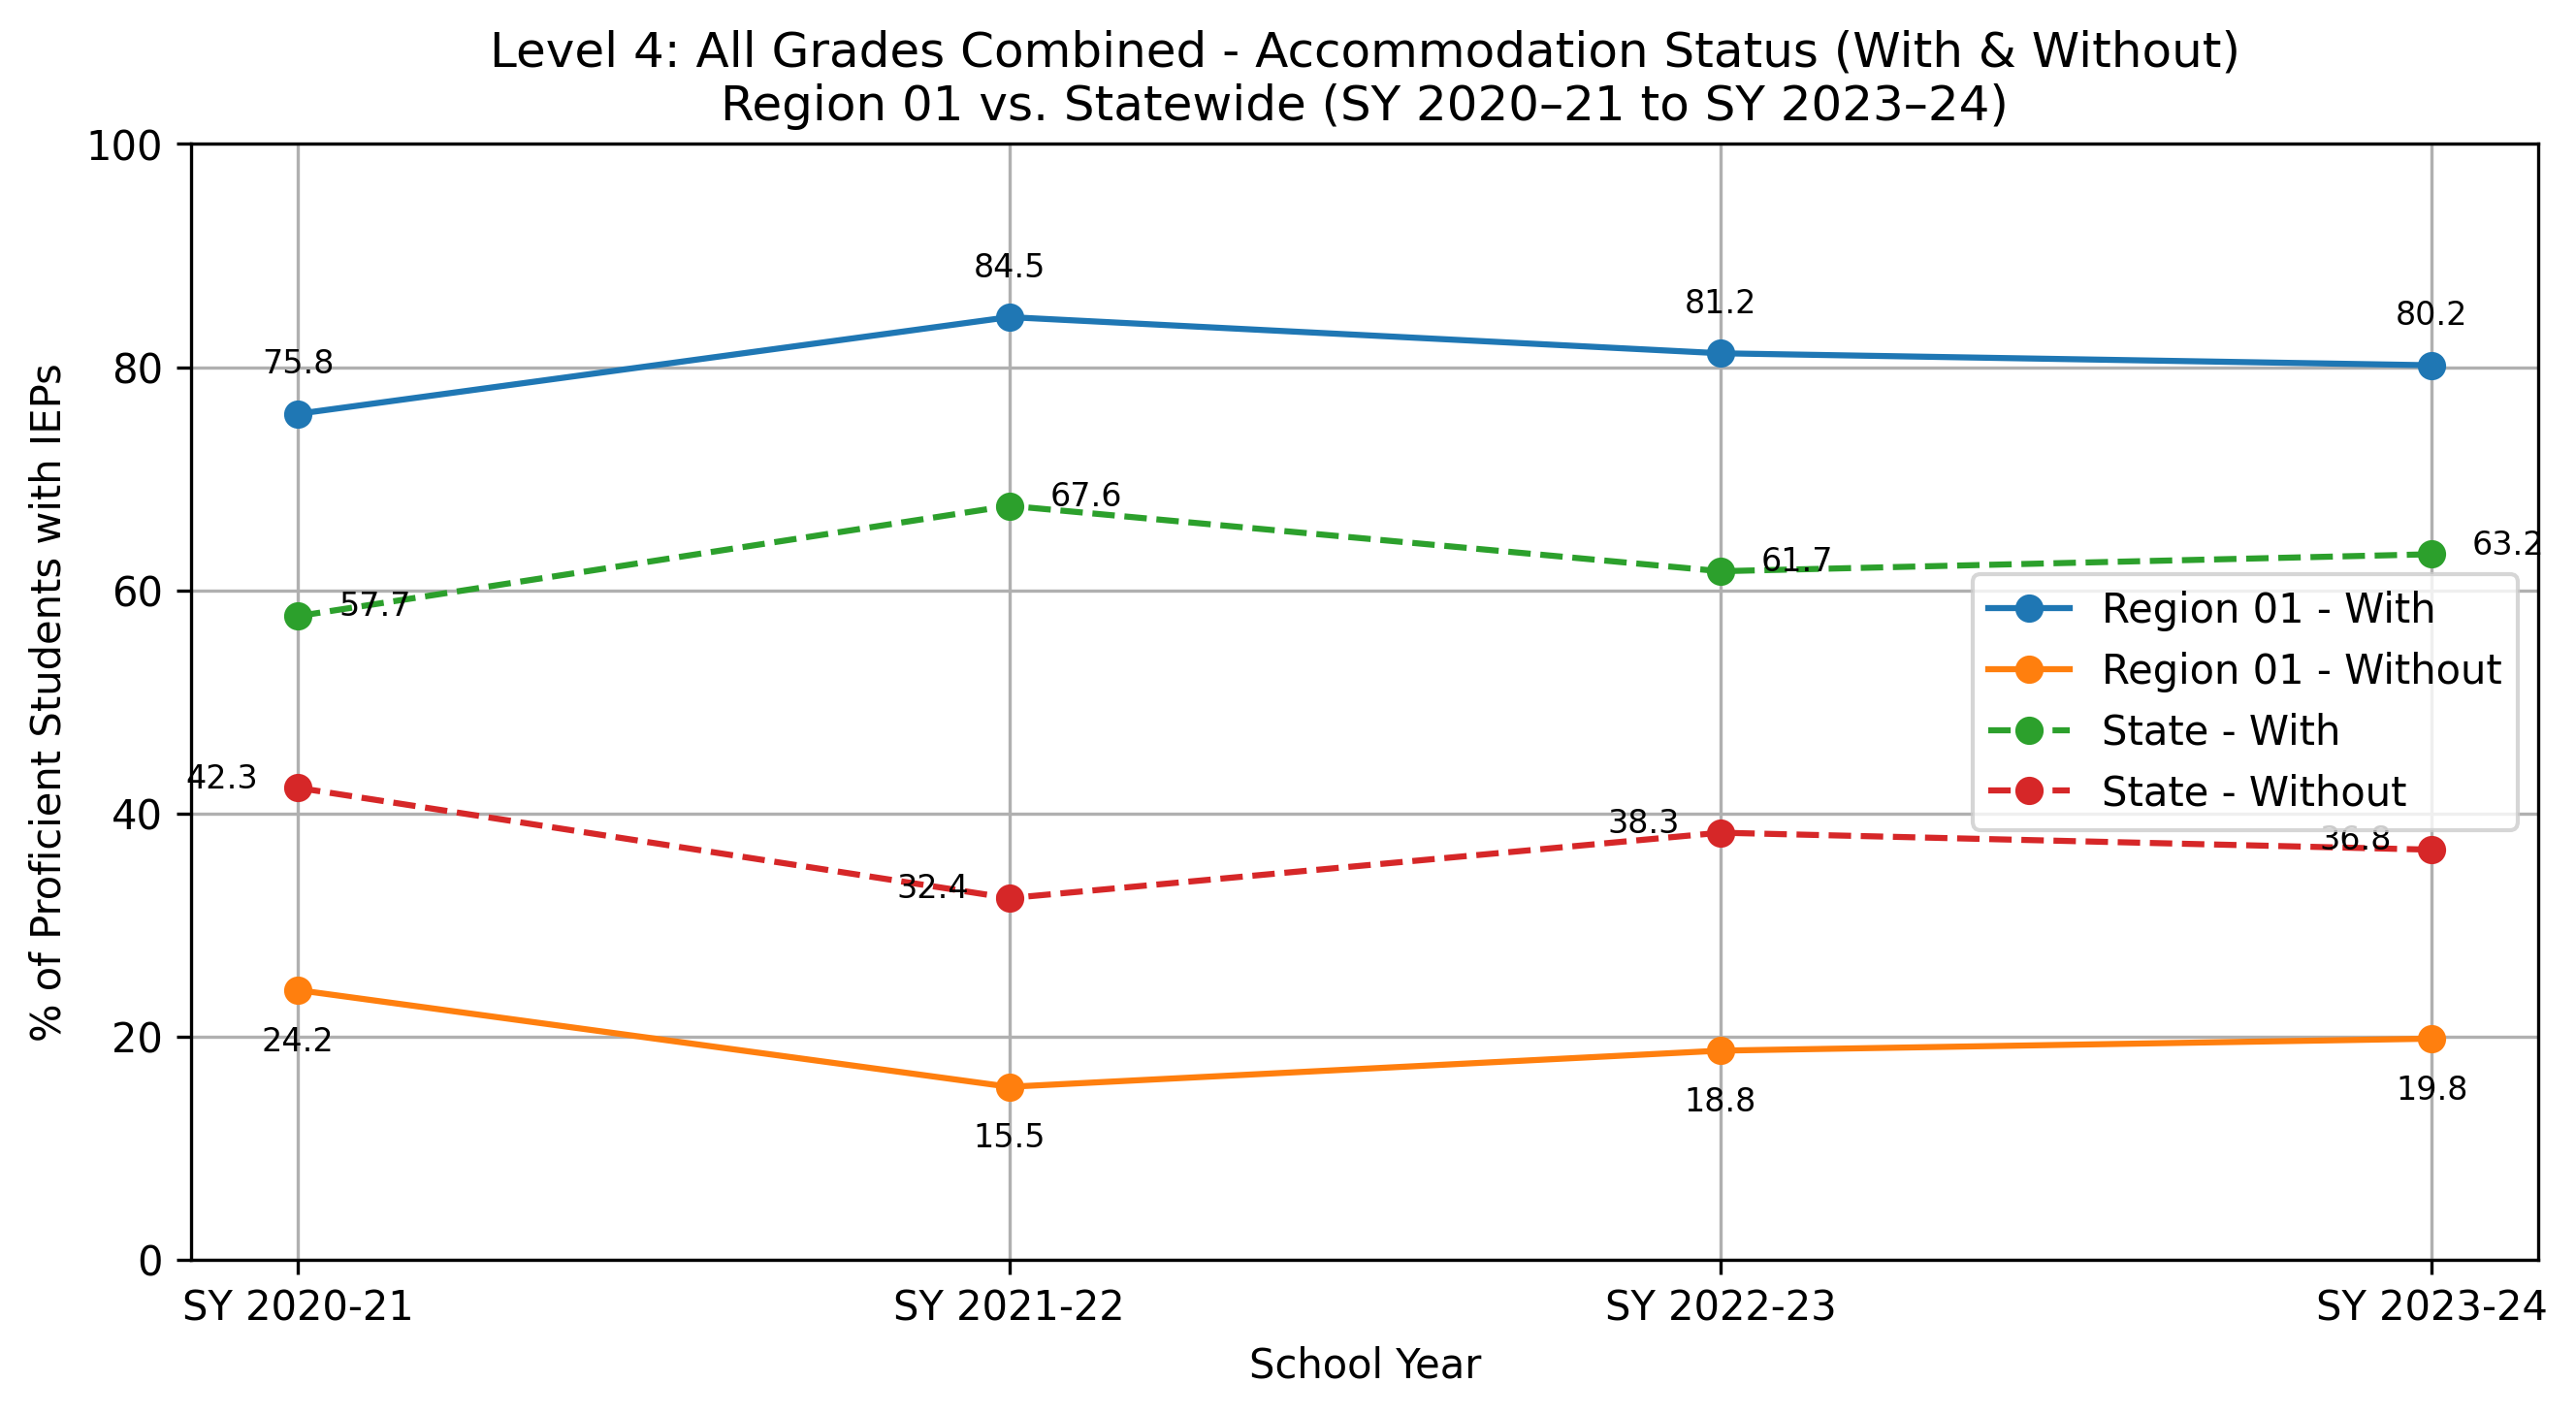 Level 4: All Grades Combined - Accommodation Status (With & Without)
Region 01 vs. Statewide (SY 2020–21 to SY 2023–24)
% of Proficient Students with IEPs
100
80
60
40
20
0
75.8
84.5
81.2
80.2
57.7
67.6
61.7
63.2
42.3
32.4
38.3
36.8
24.2
15.5
18.8
19.8
Region 01 - With
Region 01 - Without
State - With
State - Without
SY 2020-21
SY 2021-22
SY 2022-23
SY 2023-24
School Year